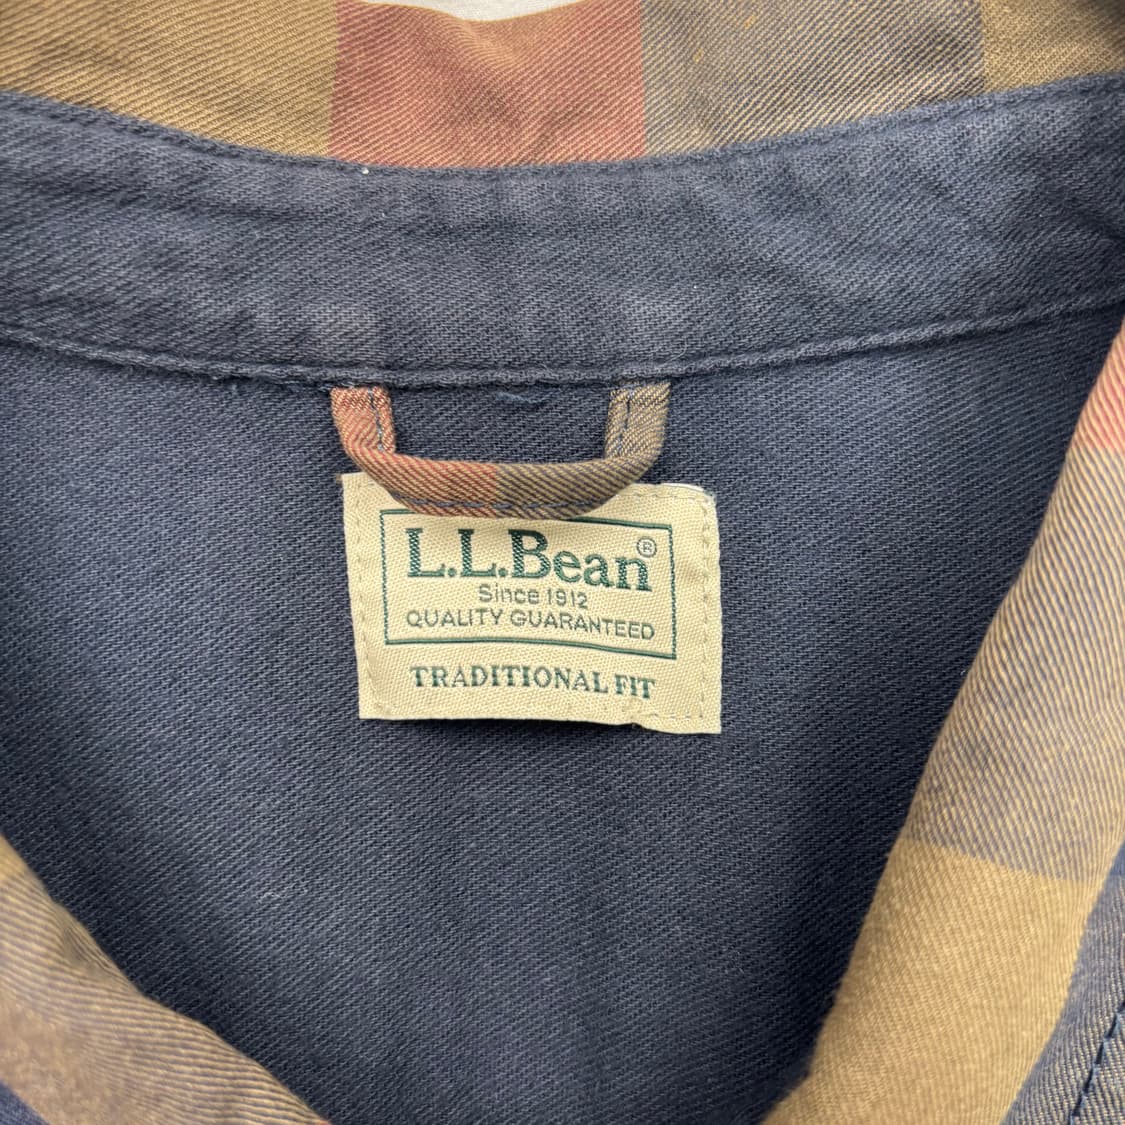 L.L.Bean®
Since 1912
QUALITY GUARANTEED
TRADITIONAL FIT